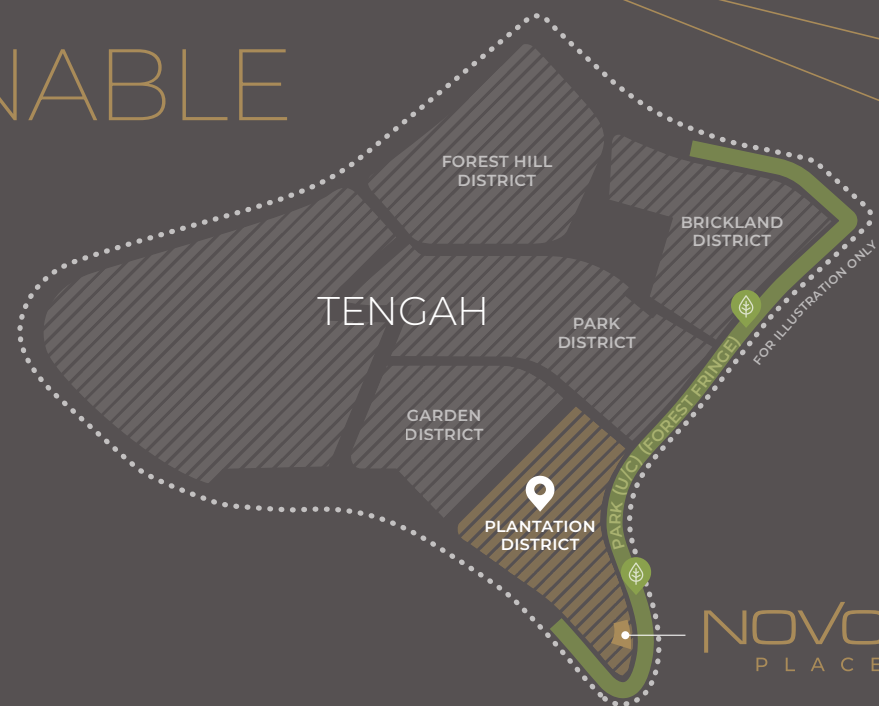 NABLE
FOREST HILL
DISTRICT
BRICKLAND
DISTRICT
FOR ILLUSTRATION ONLY
TENGAH
PARK
DISTRICT
GARDEN
DISTRICT
PARK (U/C) (FOREST FRINGE)
PLANTATION
DISTRICT
NOVO
PLACE